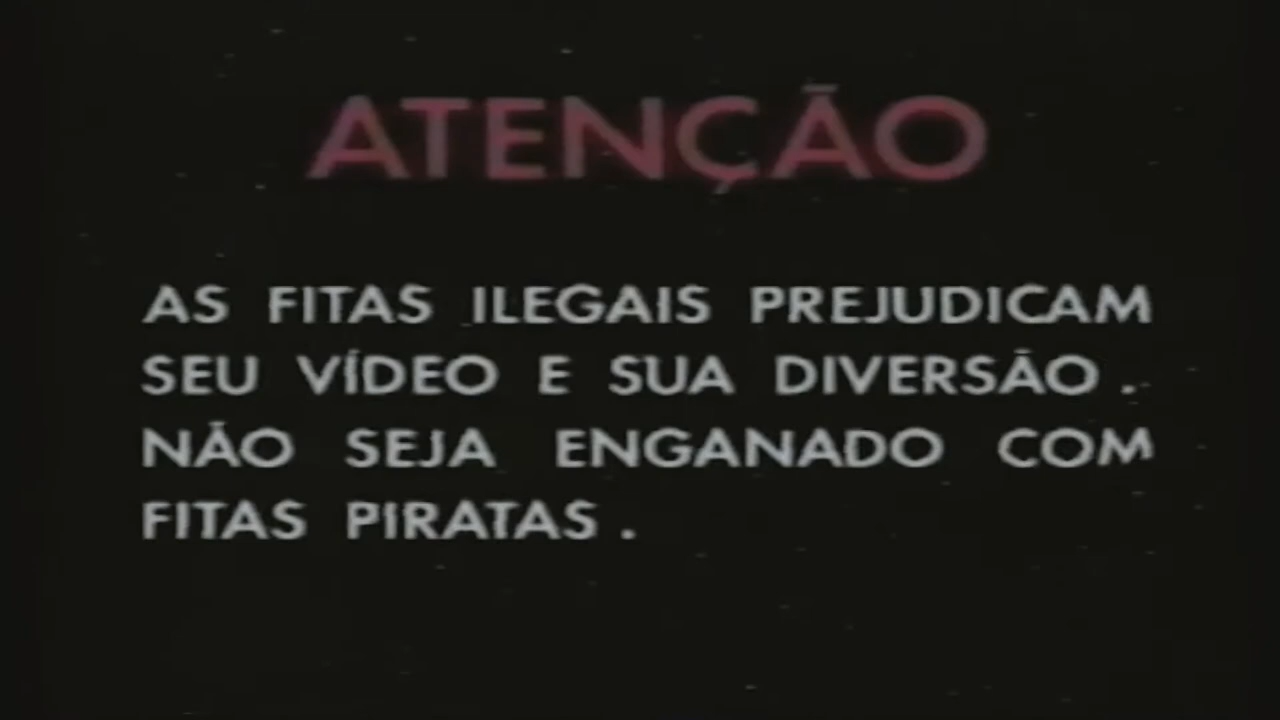 ATENÇÃO
AS FITAS ILEGAIS PREJUDICAM
SEU VÍDEO E SUA DIVERSÃO.
NÃO SEJA ENGANADO COM
FITAS PIRATAS.